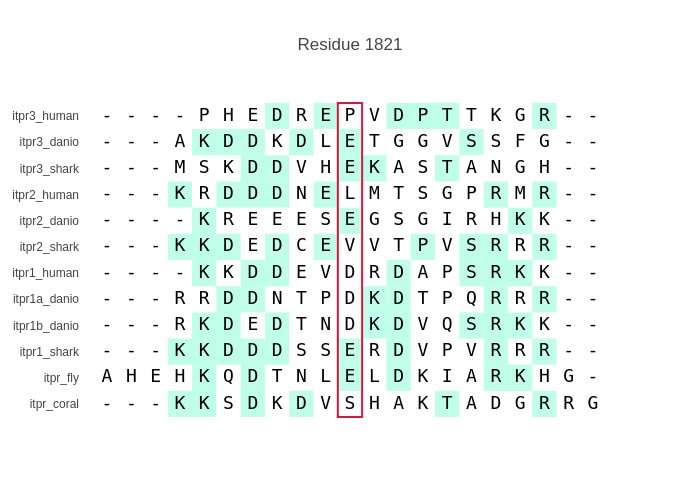 Residue 1821
itpr3_human - - - - P H E D R E P V D P T T K G R - -
itpr3_danio - - - A K D D K D L E T G G V S S F G - -
itpr3_shark - - - M S K D D V H E K A S T A N G H - -
itpr2_human - - - K R D D D N E L M T S G P R M R - -
itpr2_danio - - - - K R E E E S E G S G I R H K K - -
itpr2_shark - - - K K D E D C E V V T P V S R R R - -
itpr1_human - - - - K K D D E V D R D A P S R K K - -
itpr1a_danio - - - R R D D N T P D K D T P Q R R R - -
itpr1b_danio - - - R K D E D T N D K D V Q S R K K - -
itpr1_shark - - - K K D D D S S E R D V P V R R R - -
itpr_fly A H E H K Q D T N L E L D K I A R K H G -
itpr_coral - - - K K S D K D V S H A K T A D G R R G